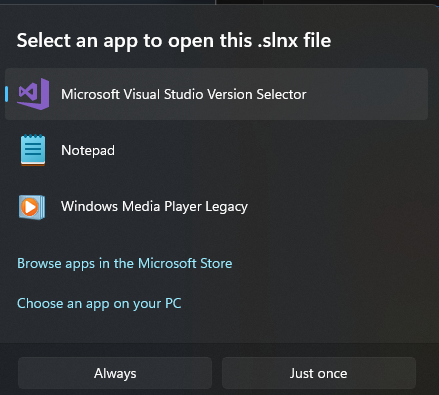 Select an app to open this .slnx file
Microsoft Visual Studio Version Selector
Notepad
Windows Media Player Legacy
Browse apps in the Microsoft Store
Choose an app on your PC
Always
Just once